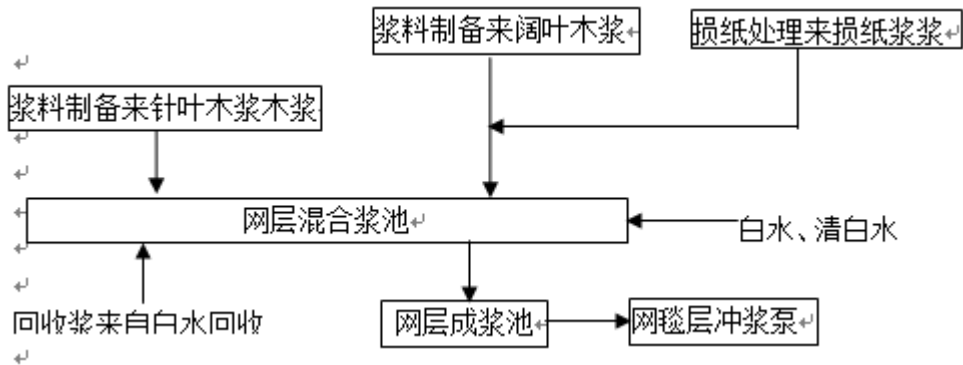 浆料制备来阔叶木浆
损纸处理来损纸浆浆
浆料制备来针叶木浆木浆
网层混合浆池
白水、清白水
回收浆来自白水回收
网层成浆池
网毯层冲浆泵